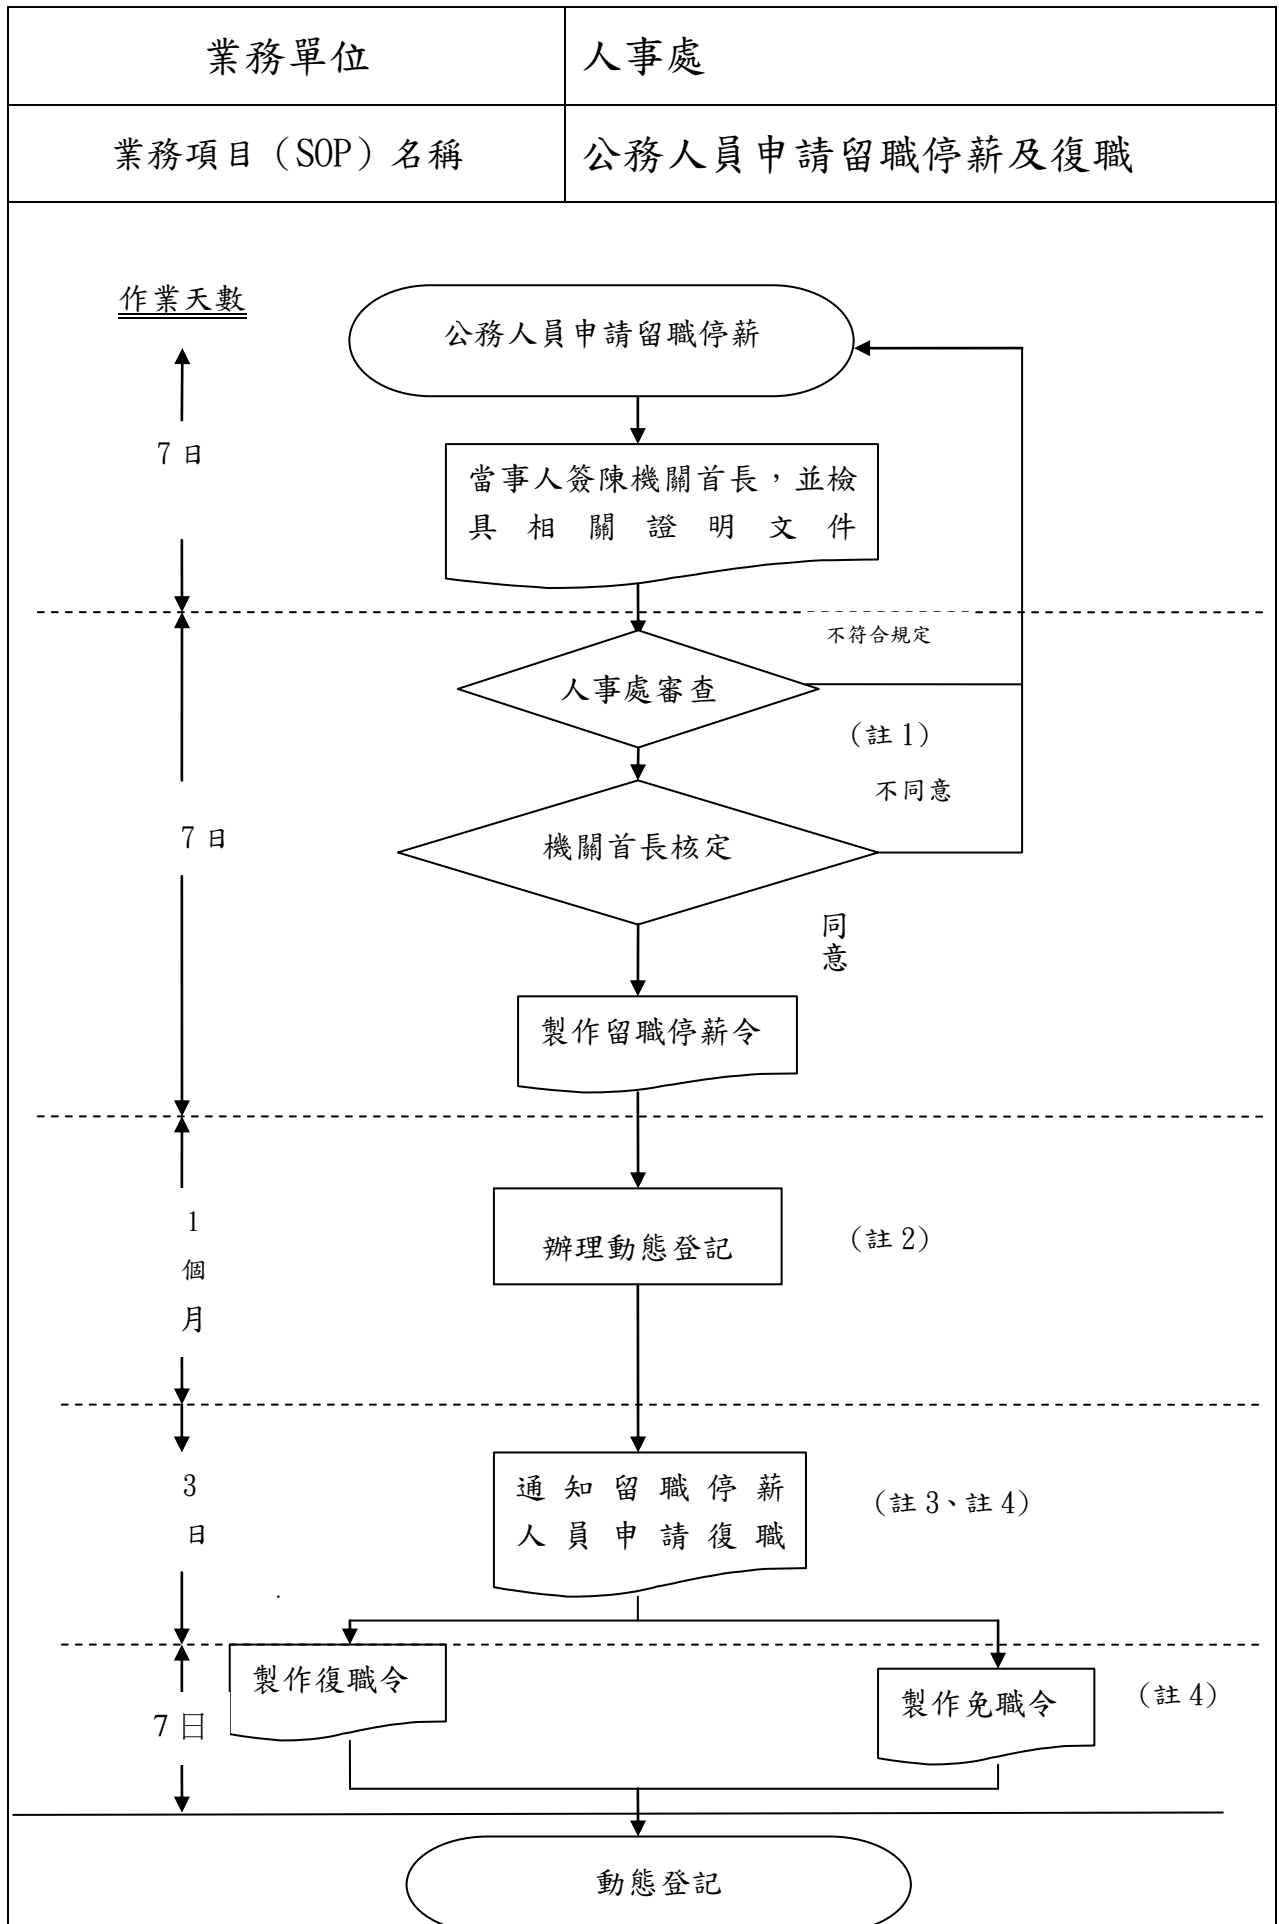 業務單位
人事處
業務項目（SOP）名稱
公務人員申請留職停薪及復職
作業天數
公務人員申請留職停薪
7日
當事人簽陳機關首長，並檢
具相關證明文件
不符合規定
人事處審查
（註1）
不同意
7日
機關首長核定
同
意
製作留職停薪令
1
個
月
辦理動態登記
（註2）
3
日
通知留職停薪
人員申請復職
（註3、註4）
製作復職令
製作免職令
（註4）
7日
動態登記